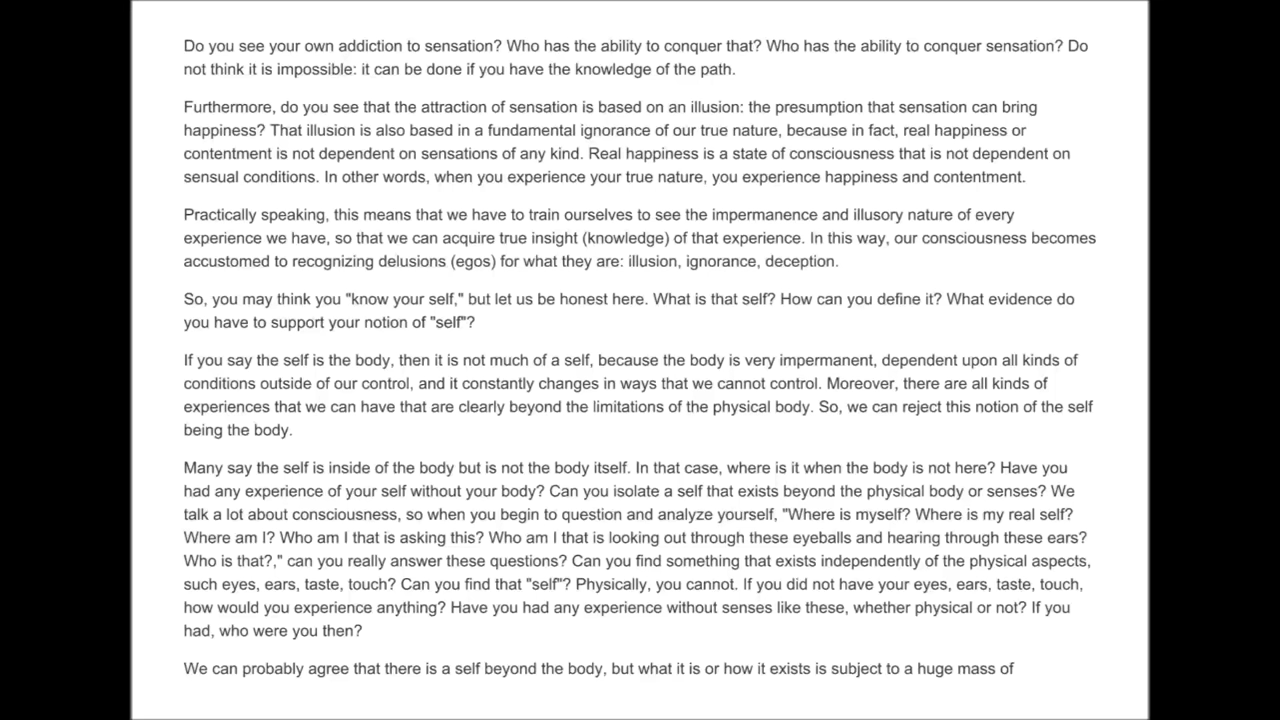 Do you see your own addiction to sensation? Who has the ability to conquer that? Who has the ability to conquer sensation? Do
not think it is impossible: it can be done if you have the knowledge of the path.
Furthermore, do you see that the attraction of sensation is based on an illusion: the presumption that sensation can bring
happiness? That illusion is also based in a fundamental ignorance of our true nature, because in fact, real happiness or
contentment is not dependent on sensations of any kind. Real happiness is a state of consciousness that is not dependent on
sensual conditions. In other words, when you experience your true nature, you experience happiness and contentment.
Practically speaking, this means that we have to train ourselves to see the impermanence and illusory nature of every
experience we have, so that we can acquire true insight (knowledge) of that experience. In this way, our consciousness becomes
accustomed to recognizing delusions (egos) for what they are: illusion, ignorance, deception.
So, you may think you "know your self," but let us be honest here. What is that self? How can you define it? What evidence do
you have to support your notion of "self"?
If you say the self is the body, then it is not much of a self, because the body is very impermanent, dependent upon all kinds of
conditions outside of our control, and it constantly changes in ways that we cannot control. Moreover, there are all kinds of
experiences that we can have that are clearly beyond the limitations of the physical body. So, we can reject this notion of the self
being the body.
Many say the self is inside of the body but is not the body itself. In that case, where is it when the body is not here? Have you
had any experience of your self without your body? Can you isolate a self that exists beyond the physical body or senses? We
talk a lot about consciousness, so when you begin to question and analyze yourself, "Where is myself? Where is my real self?
Where am I? Who am I that is asking this? Who am I that is looking out through these eyeballs and hearing through these ears?
Who is that?," can you really answer these questions? Can you find something that exists independently of the physical aspects,
such eyes, ears, taste, touch? Can you find that "self"? Physically, you cannot. If you did not have your eyes, ears, taste, touch,
how would you experience anything? Have you had any experience without senses like these, whether physical or not? If you
had, who were you then?
We can probably agree that there is a self beyond the body, but what it is or how it exists is subject to a huge mass of